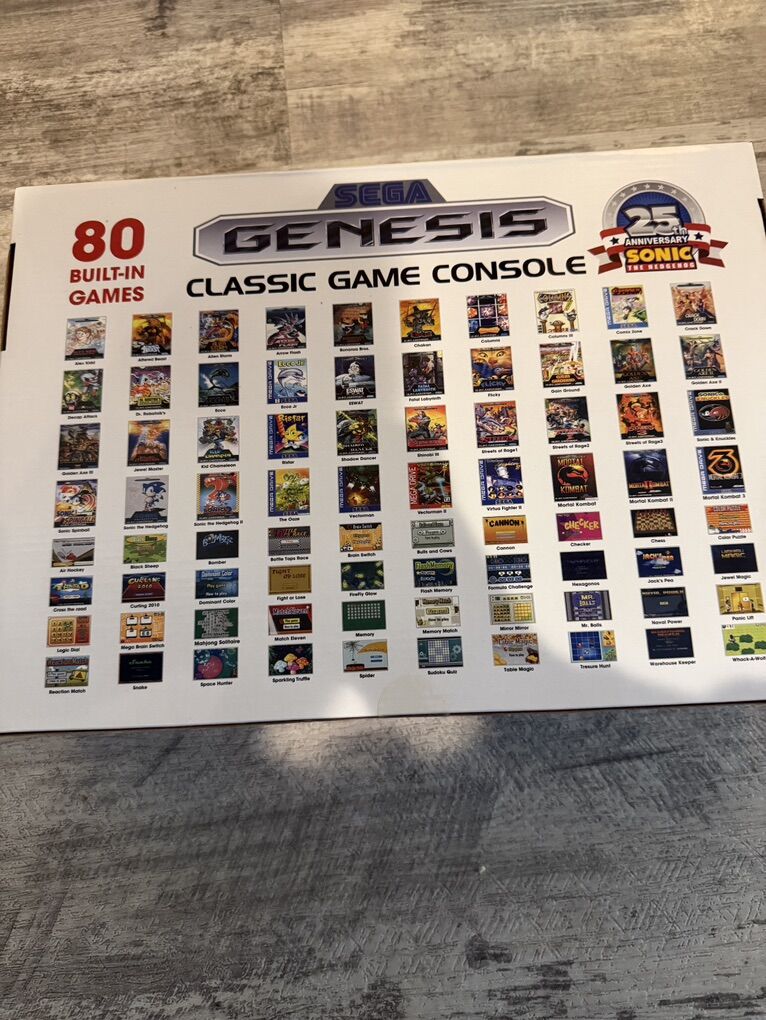 SEGA
GENESIS
CLASSIC GAME CONSOLE
80
BUILT-IN
GAMES
25th
ANNIVERSARY
SONIC
THE HEDGEHOG
Alex Kidd Altered Beast Alien Storm Arrow Flash Bonanza Bros. Chakan Columns Columns III Comix Zone Crack Down
Decap Attack Dr. Robotnik's Ecco Ecco Jr ESWAT Fatal Labyrinth Flicky Gain Ground Golden Axe Golden Axe II
Golden Axe III Jewel Master Kid Chameleon Ristar Shadow Dancer Shinobi III Streets of Rage1 Streets of Rage2 Streets of Rage3 Sonic & Knuckles
Sonic Spinball Sonic the Hedgehog Sonic the Hedgehog II The Ooze Vectorman Vectorman II Virtua Fighter II Mortal Kombat Mortal Kombat II Mortal Kombat 3
Air Hockey Black Sheep Bomber Bottle Taps Race Brain Switch Bulls and Cows Cannon Checker Chess Color Puzzle
Cross the road Curling 2010 Dominant Color Fight or Lose Firefly Glow Flash Memory Formula Challenge Hexagonos Jack's Pea Jewel Magic
Logic Dial Mega Brain Switch Mahjong Solitaire Match Eleven Memory Memory Match Mirror Mirror Mr. Balls Naval Power Panic Lift
Reaction Match Snake Space Hunter Sparkling Truffle Spider Sudoku Quiz Table Magic Tresure Hunt Warehouse Keeper Whack-A-Wolf